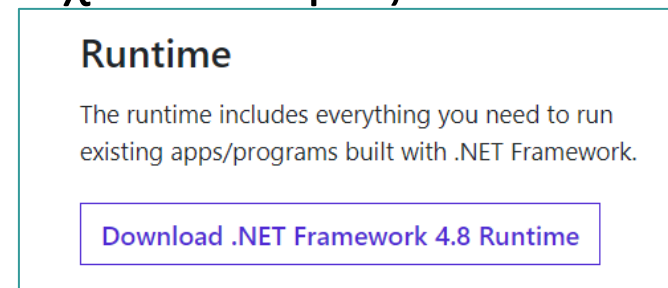 Runtime
The runtime includes everything you need to run
existing apps/programs built with .NET Framework.
Download .NET Framework 4.8 Runtime